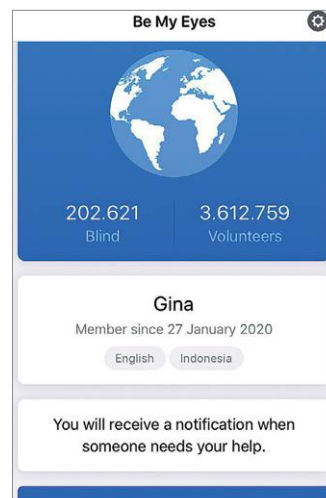 Be My Eyes
202.621 3.612.759
Blind Volunteers
Gina
Member since 27 January 2020
English Indonesia
You will receive a notification when
someone needs your help.